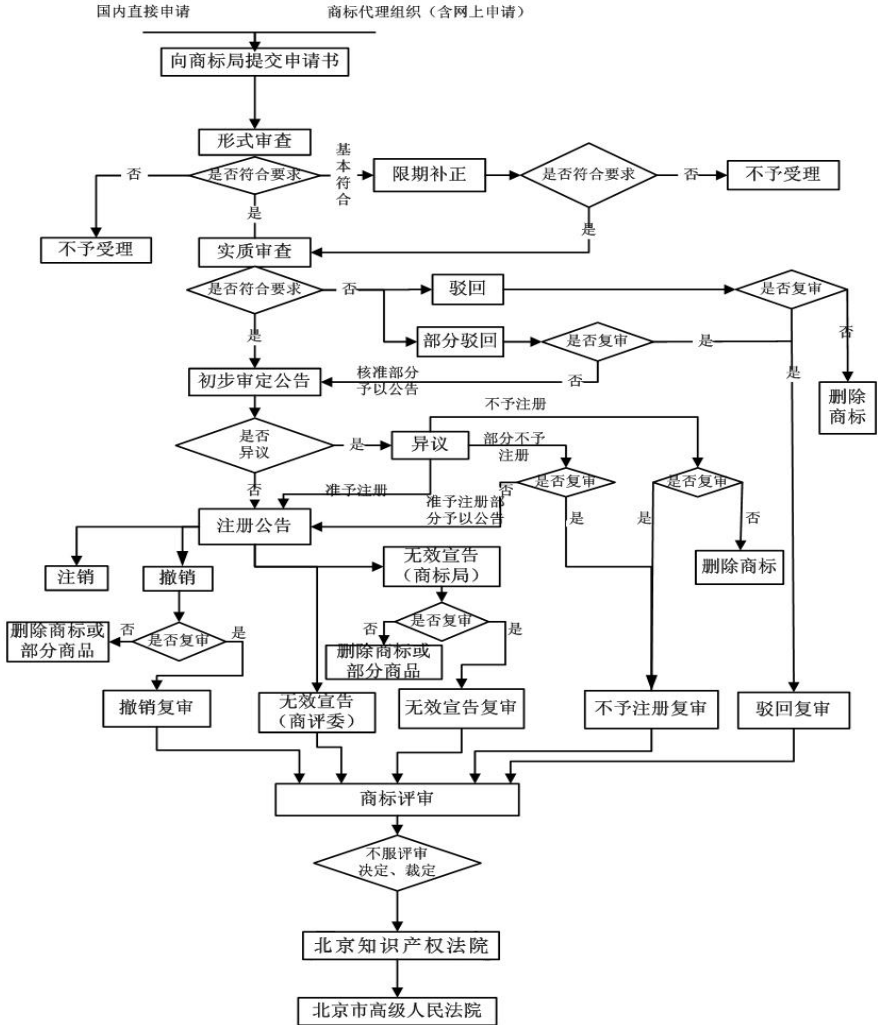 国内直接申请
商标代理组织（含网上申请）
向商标局提交申请书
形式审查
否
是否符合要求
基
本
符
合
限期补正
是否符合要求
否
不予受理
是
是
不予受理
实质审查
是否符合要求
否
驳回
是否复审
是
部分驳回
是否复审
是
否
是
初步审定公告
核准部分
予以公告
否
删除
商标
不予注册
是否
异议
是
异议
部分不予
注册
否
准予注册
否
是否复审
是否复审
注册公告
准予注册部
分予以公告
是
是
否
注销
撤销
无效宣告
（商标局）
删除商标
删除商标或
部分商品
否
是否复审
是
否
是否复审
是
删除商标或
部分商品
撤销复审
无效宣告
（商评委）
无效宣告复审
不予注册复审
驳回复审
商标评审
不服评审
决定、裁定
北京知识产权法院
北京市高级人民法院